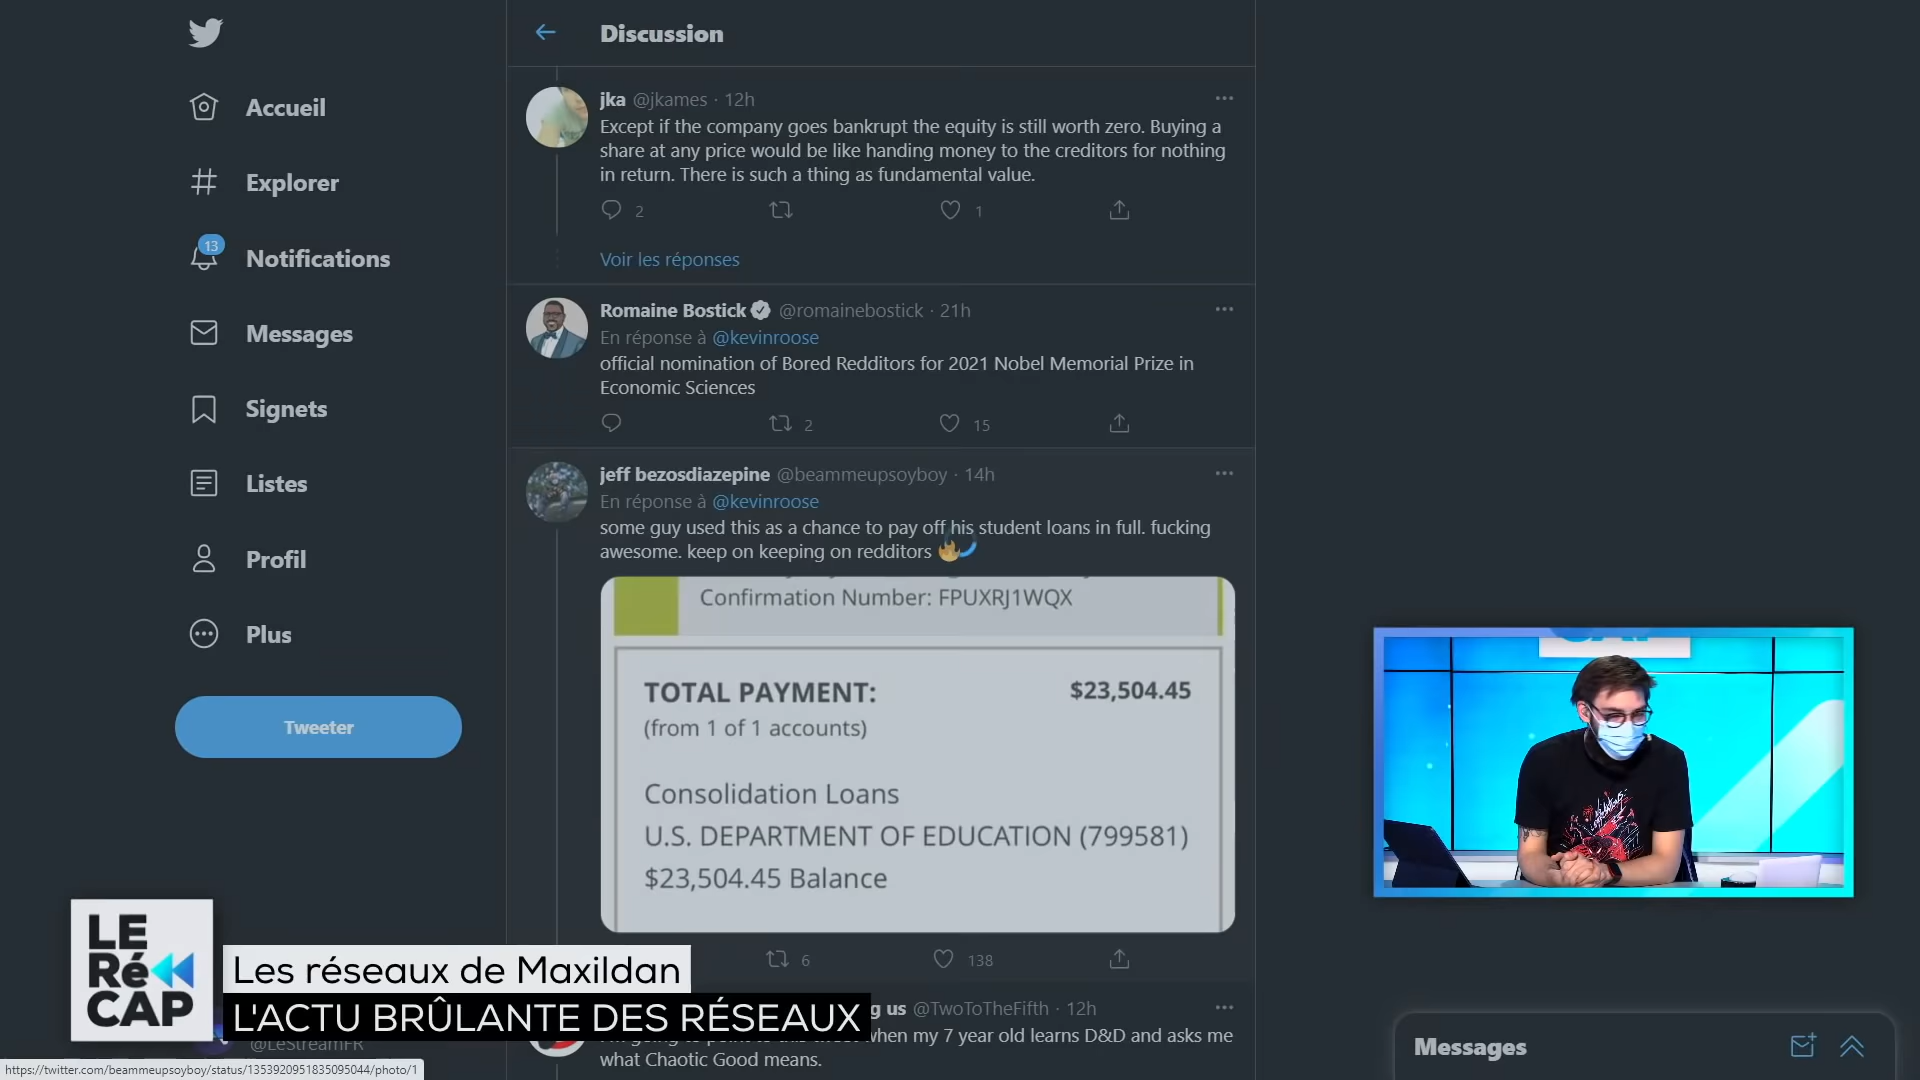 Discussion
Accueil
Explorer
13
Notifications
Messages
Signets
Listes
Profil
Plus
Tweeter
jka @jkames · 12h
Except if the company goes bankrupt the equity is still worth zero. Buying a
share at any price would be like handing money to the creditors for nothing
in return. There is such a thing as fundamental value.
2
1
Voir les réponses
Romaine Bostick @romainebostick · 21h
En réponse à @kevinroose
official nomination of Bored Redditors for 2021 Nobel Memorial Prize in
Economic Sciences
2
15
jeff bezosdiazepine @beammeupsoyboy · 14h
En réponse à @kevinroose
some guy used this as a chance to pay off his student loans in full. fucking
awesome. keep on keeping on redditors
Confirmation Number: FPUXRJ1WQX
TOTAL PAYMENT: $23,504.45
(from 1 of 1 accounts)
Consolidation Loans
U.S. DEPARTMENT OF EDUCATION (799581)
$23,504.45 Balance
6
138
g us @TwoToTheFifth · 12h
when my 7 year old learns D&D and asks me
what Chaotic Good means.
LE
Ré
CAP
Les réseaux de Maxildan
L'ACTU BRÛLANTE DES RÉSEAUX
@LeStreamFR
https://twitter.com/beammeupsoyboy/status/1353920951835095044/photo/1
Messages